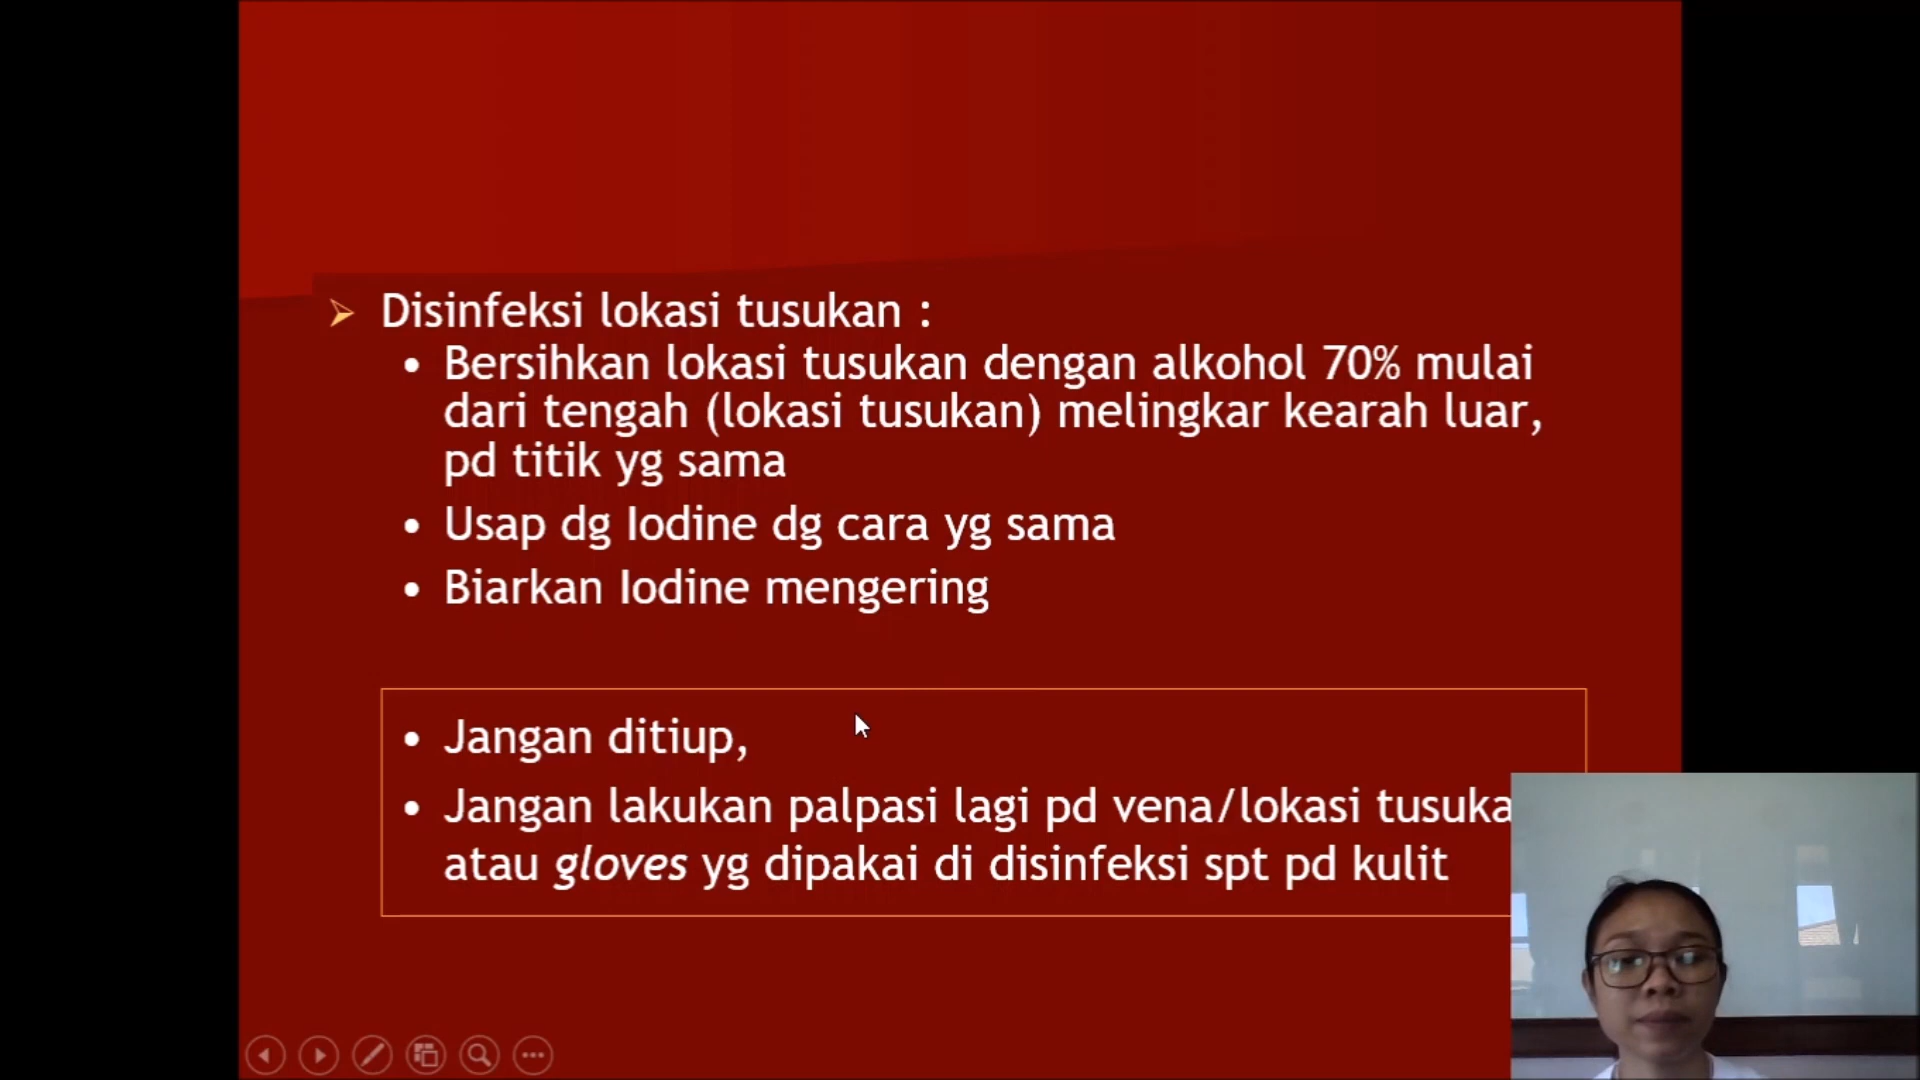 Disinfeksi lokasi tusukan :
Bersihkan lokasi tusukan dengan alkohol 70% mulai
dari tengah (lokasi tusukan) melingkar kearah luar,
pd titik yg sama
Usap dg Iodine dg cara yg sama
Biarkan Iodine mengering
Jangan ditiup,
Jangan lakukan palpasi lagi pd vena/lokasi
atau gloves yg dipakai di disinfeksi spt pd kulit